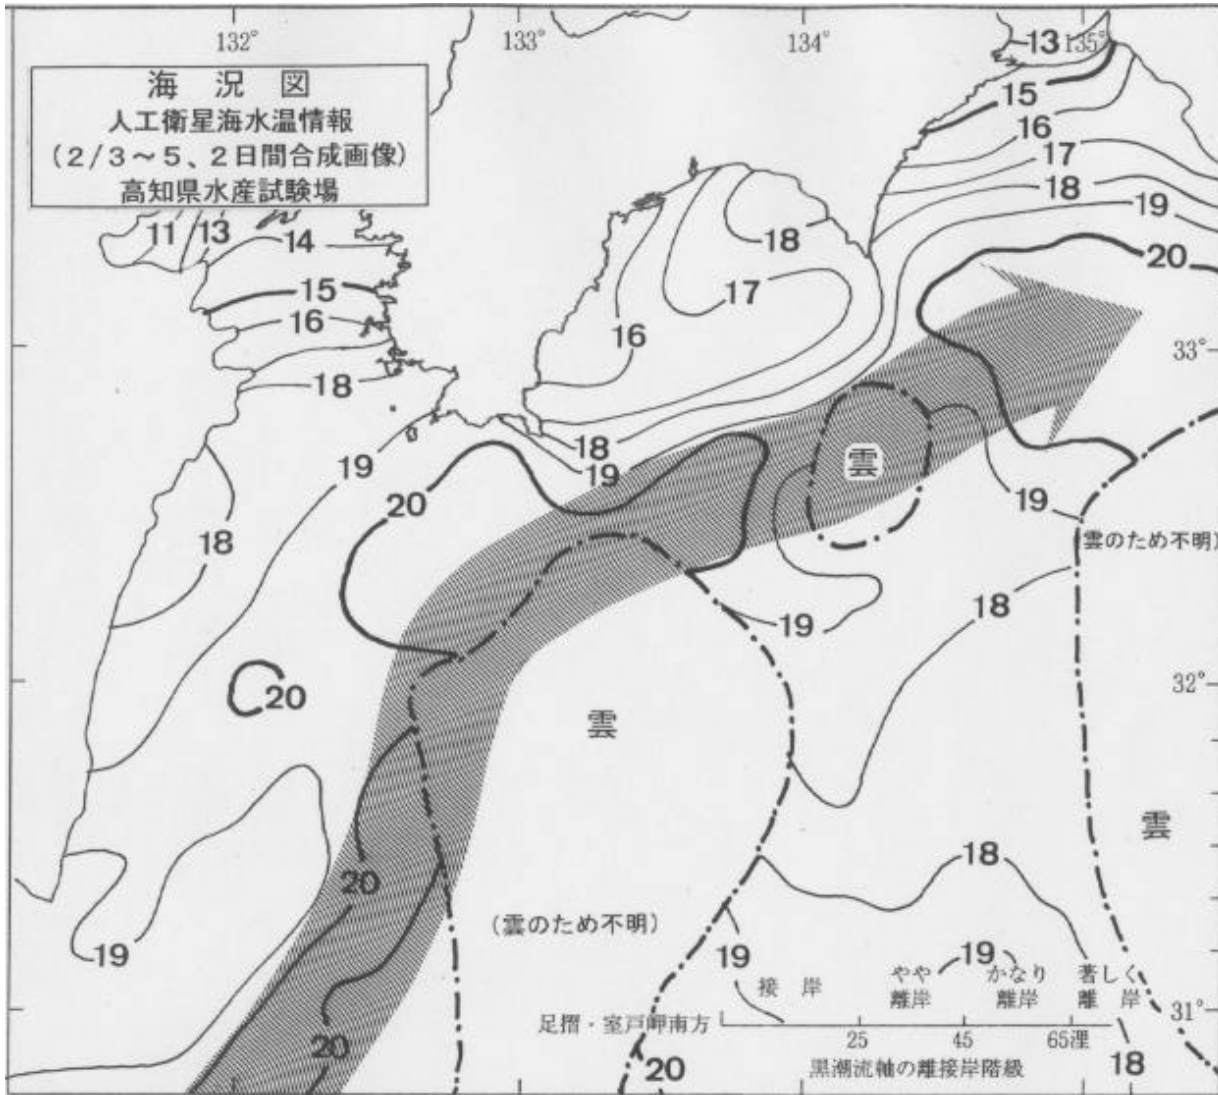 132°
133°
134°
135°
13
海況図
人工衛星海水温情報
(2/3～5、2日間合成画像)
高知県水産試験場
15
16
17
18
19
20
11
13
14
15
16
18
18
17
16
33°
18
19
19
20
雲
19
18
(雲のため不明)
18
19
20
32°
雲
雲
18
20
(雲のため不明)
19
19
19
接岸
やや離岸
かなり離岸
著しく離岸
足摺・室戸岬南方
31°
25
45
65浬
20
20
18
黒潮流軸の離接岸階級